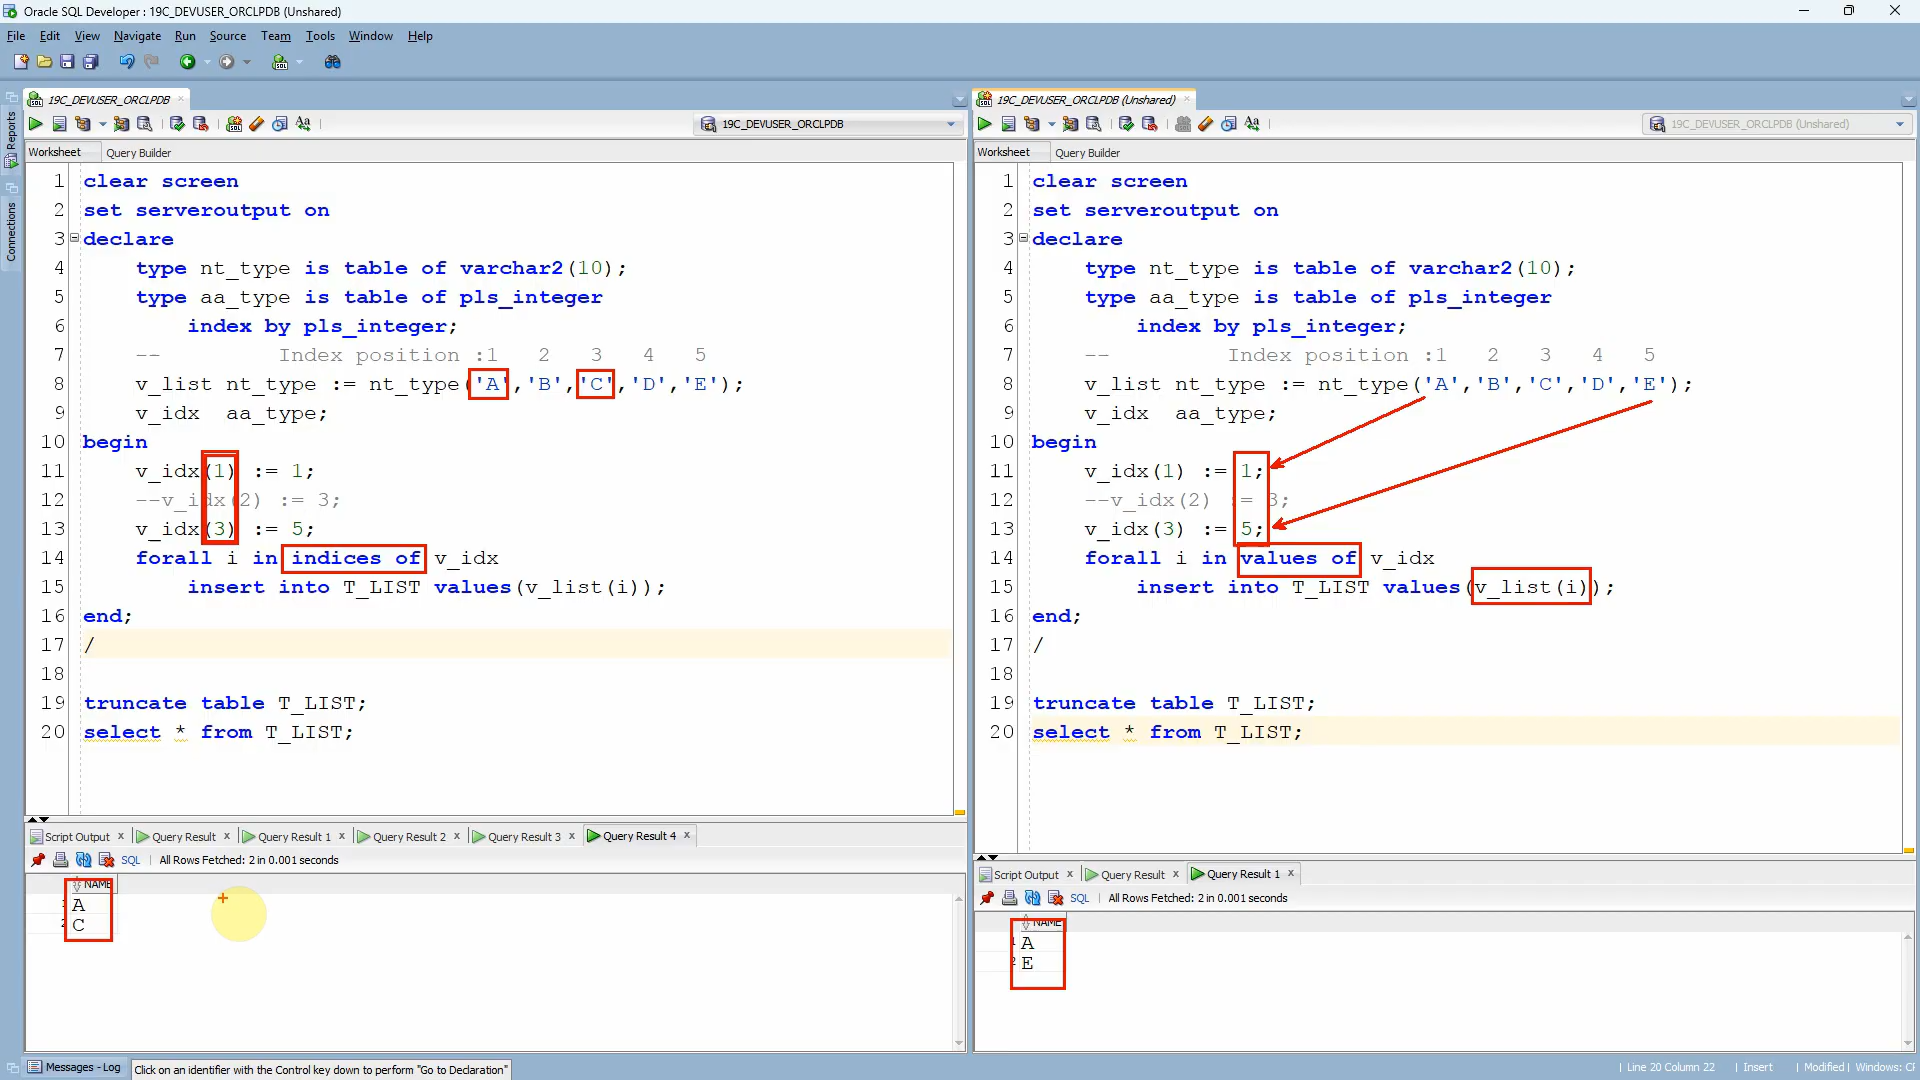 Oracle SQL Developer : 19C_DEVUSER_ORCLPDB (Unshared)
File Edit View Navigate Run Source Team Tools Window Help
Reports
Connections
19C_DEVUSER_ORCLPDB
19C_DEVUSER_ORCLPDB
Worksheet Query Builder
1 clear screen
2 set serveroutput on
3 declare
4 type nt_type is table of varchar2(10);
5 type aa_type is table of pls_integer
6 index by pls_integer;
7 -- Index position :1 2 3 4 5
8 v_list nt_type := nt_type('A','B','C','D','E');
9 v_idx aa_type;
10 begin
11 v_idx(1) := 1;
12 --v_idx(2) := 3;
13 v_idx(3) := 5;
14 forall i in indices of v_idx
15 insert into T_LIST values(v_list(i));
16 end;
17 /
18
19 truncate table T_LIST;
20 select * from T_LIST;
Script Output x Query Result x Query Result 1 x Query Result 2 x Query Result 3 x Query Result 4 x
SQL | All Rows Fetched: 2 in 0.001 seconds
NAME
1 A
2 C
19C_DEVUSER_ORCLPDB (Unshared)
19C_DEVUSER_ORCLPDB (Unshared)
Worksheet Query Builder
1 clear screen
2 set serveroutput on
3 declare
4 type nt_type is table of varchar2(10);
5 type aa_type is table of pls_integer
6 index by pls_integer;
7 -- Index position :1 2 3 4 5
8 v_list nt_type := nt_type('A','B','C','D','E');
9 v_idx aa_type;
10 begin
11 v_idx(1) := 1;
12 --v_idx(2) := 3;
13 v_idx(3) := 5;
14 forall i in values of v_idx
15 insert into T_LIST values(v_list(i));
16 end;
17 /
18
19 truncate table T_LIST;
20 select * from T_LIST;
Script Output x Query Result x Query Result 1 x
SQL | All Rows Fetched: 2 in 0.001 seconds
NAME
1 A
2 E
Messages - Log Click on an identifier with the Control key down to perform "Go to Declaration" | Line 20 Column 22 | Insert | Modified | Windows: